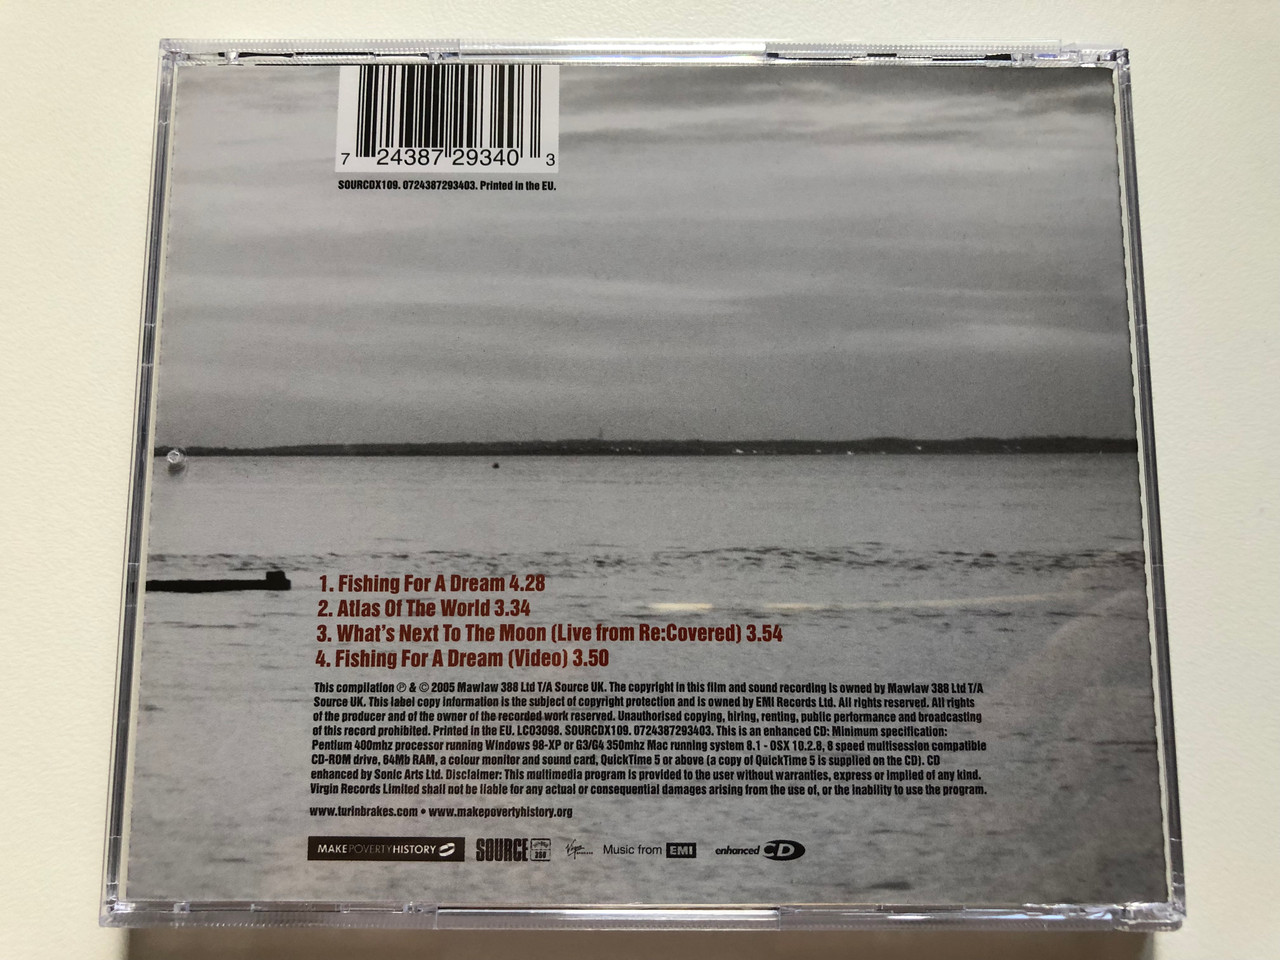 7 24387 29340 3
SOURCDX109. 0724387293403. Printed in the EU.
1. Fishing For A Dream 4.28
2. Atlas Of The World 3.34
3. What's Next To The Moon (Live from Re:Covered) 3.54
4. Fishing For A Dream (Video) 3.50
This compilation ℗ & © 2005 Mawlaw 388 Ltd T/A Source UK. The copyright in this film and sound recording is owned by Mawlaw 388 Ltd T/A
Source UK. This label copy information is the subject of copyright protection and is owned by EMI Records Ltd. All rights reserved. All rights
of the producer and of the owner of the recorded work reserved. Unauthorised copying, hiring, renting, public performance and broadcasting
of this record prohibited. Printed in the EU. LC03098. SOURCDX109. 0724387293403. This is an enhanced CD: Minimum specification:
Pentium 400mhz processor running Windows 98-XP or G3/G4 350mhz Mac running system 8.1 - OSX 10.2.8, 8 speed multisession compatible
CD-ROM drive, 64Mb RAM, a colour monitor and sound card, QuickTime 5 or above (a copy of QuickTime 5 is supplied on the CD). CD
enhanced by Sonic Arts Ltd. Disclaimer: This multimedia program is provided to the user without warranties, express or implied of any kind.
Virgin Records Limited shall not be liable for any actual or consequential damages arising from the use of, or the inability to use the program.
www.turinbrakes.com • www.makepovertyhistory.org
MAKEPOVERTYHISTORY SOURCE 350 Virgin Music from EMI enhanced CD